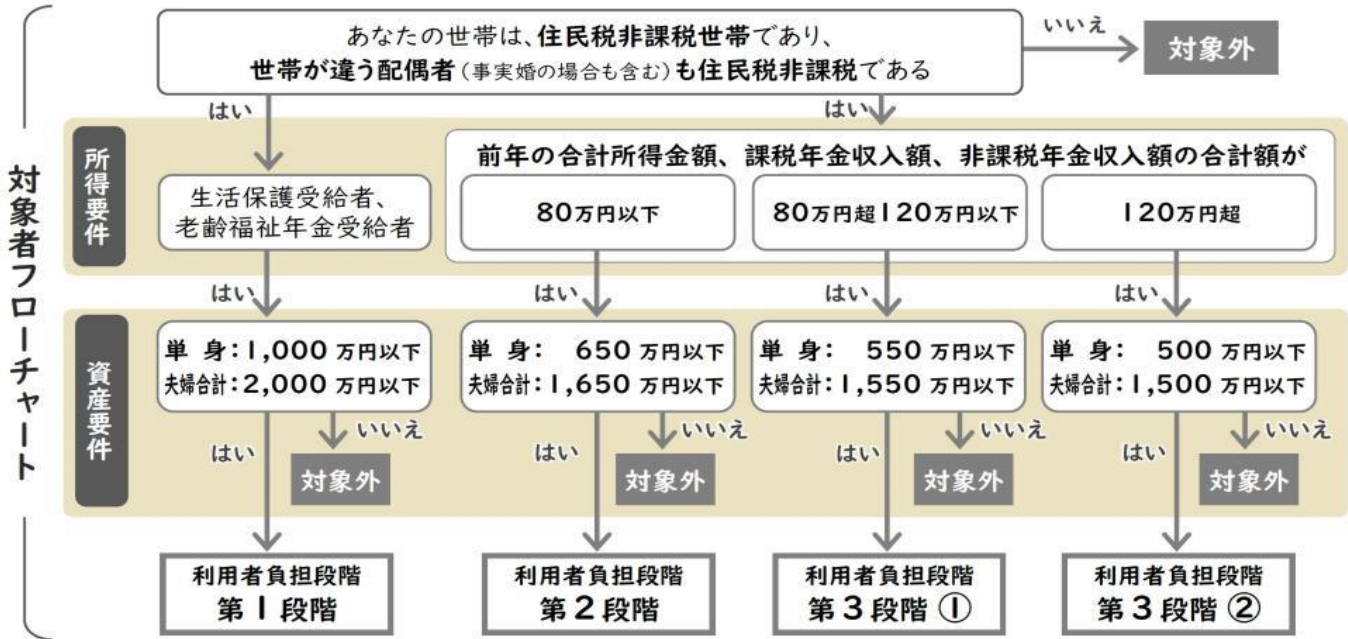 対象者フローチャート
あなたの世帯は、住民税非課税世帯であり、
世帯が違う配偶者(事実婚の場合も含む)も住民税非課税である
いいえ
対象外
はい
はい
所得要件
生活保護受給者、
老齢福祉年金受給者
前年の合計所得金額、課税年金収入額、非課税年金収入額の合計額が
80万円以下
80万円超120万円以下
120万円超
はい
はい
はい
はい
資産要件
単 身:1,000 万円以下
夫婦合計:2,000 万円以下
単 身: 650 万円以下
夫婦合計:1,650 万円以下
単 身: 550 万円以下
夫婦合計:1,550 万円以下
単 身: 500 万円以下
夫婦合計:1,500 万円以下
はい
いいえ
対象外
はい
いいえ
対象外
はい
いいえ
対象外
はい
いいえ
対象外
利用者負担段階
第1段階
利用者負担段階
第2段階
利用者負担段階
第3段階①
利用者負担段階
第3段階②